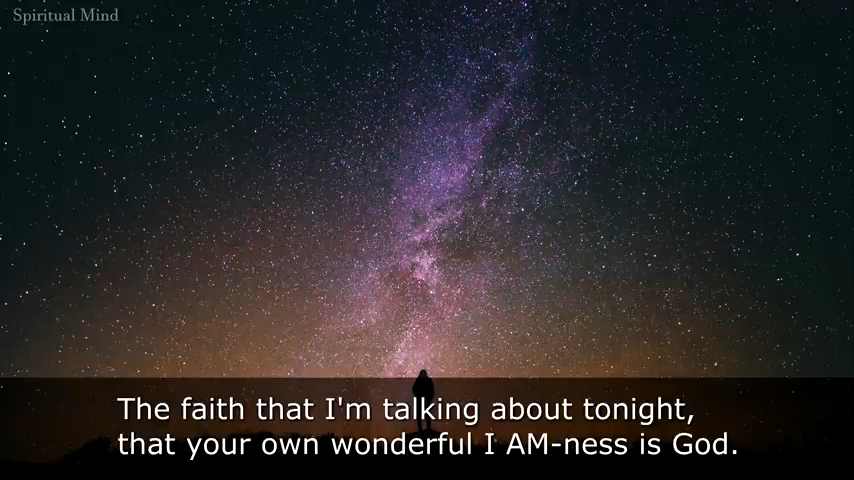 Spiritual Mind
The faith that I'm talking about tonight,
that your own wonderful I AM-ness is God.